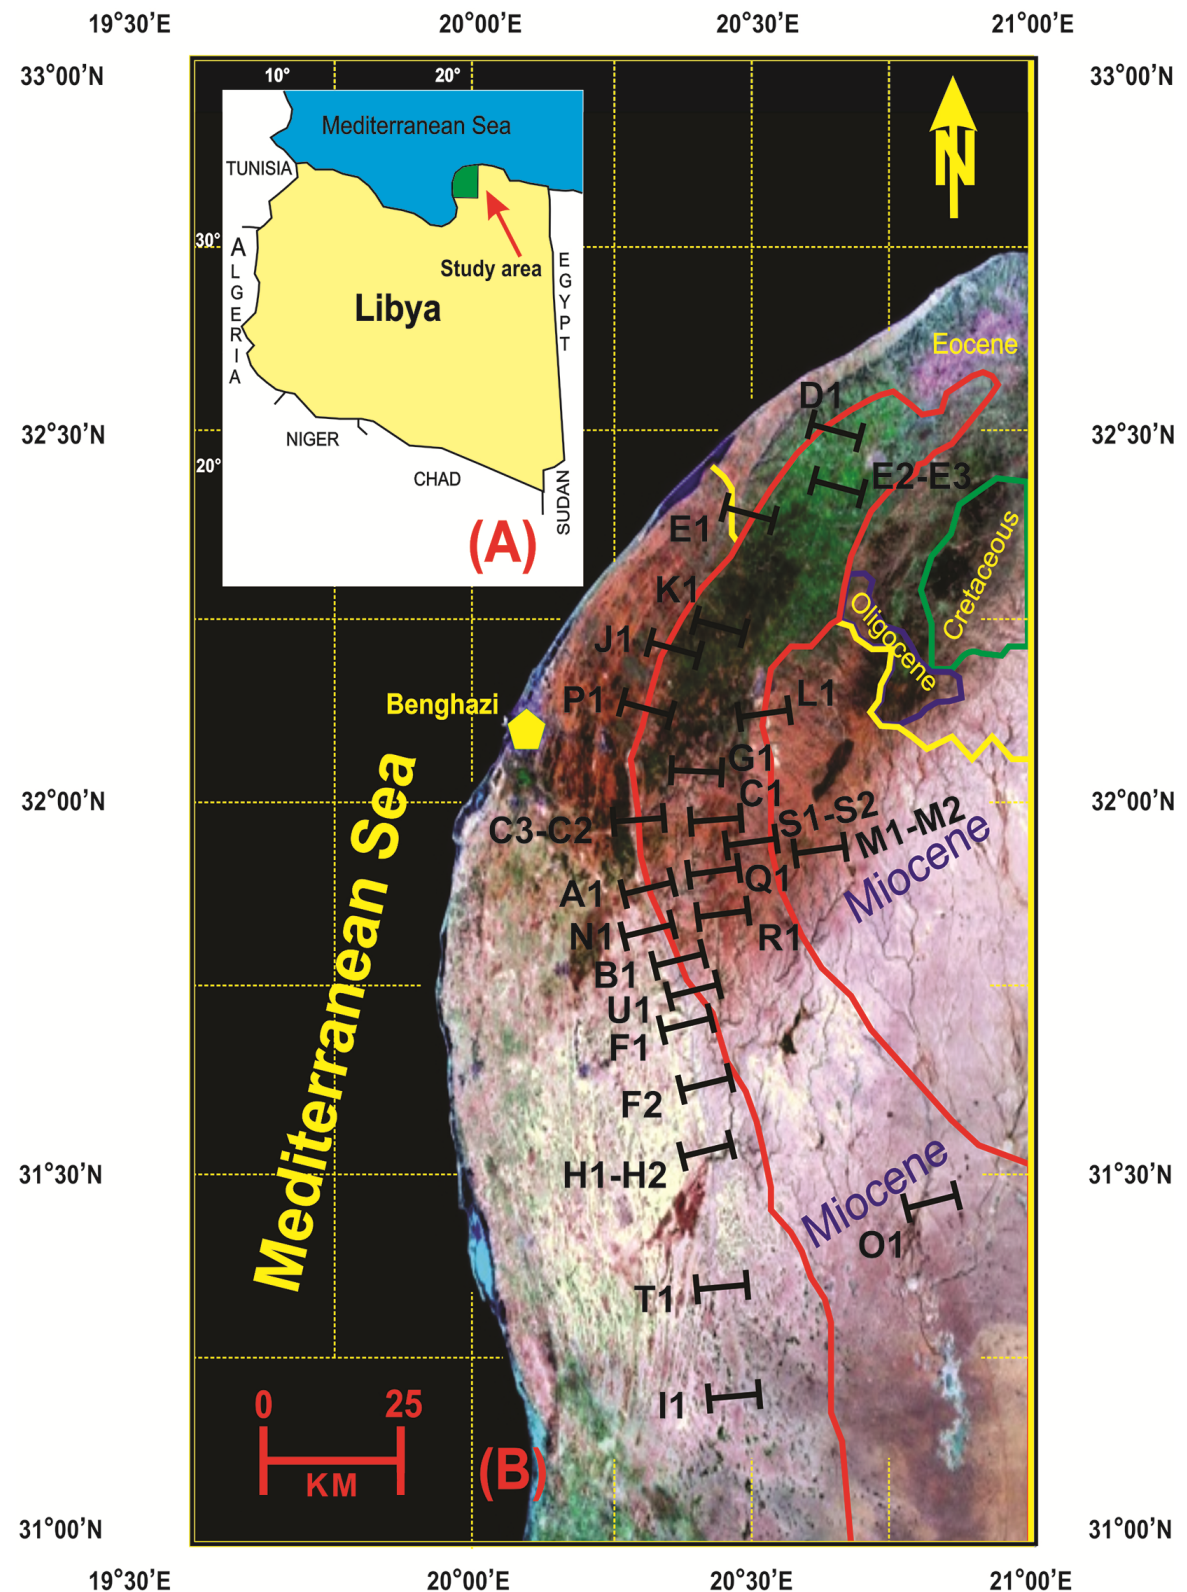 19°30’E
20°00’E
20°30’E
21°00’E
33°00’N
33°00’N
10°
20°
Mediterranean Sea
TUNISIA
N
30°
ALGERIA
Study area
EGYPT
Libya
Eocene
D1
32°30’N
32°30’N
NIGER
20°
CHAD
SUDAN
E2-E3
(A)
E1
Cretaceous
K1
Oligocene
J1
P1
L1
Benghazi
G1
C1
32°00’N
32°00’N
C3-C2
S1-S2
M1-M2
Miocene
Mediterranean Sea
A1
Q1
N1
R1
B1
U1
F1
F2
31°30’N
31°30’N
H1-H2
Miocene
O1
T1
I1
0
25
KM
(B)
31°00’N
31°00’N
19°30’E
20°00’E
20°30’E
21°00’E